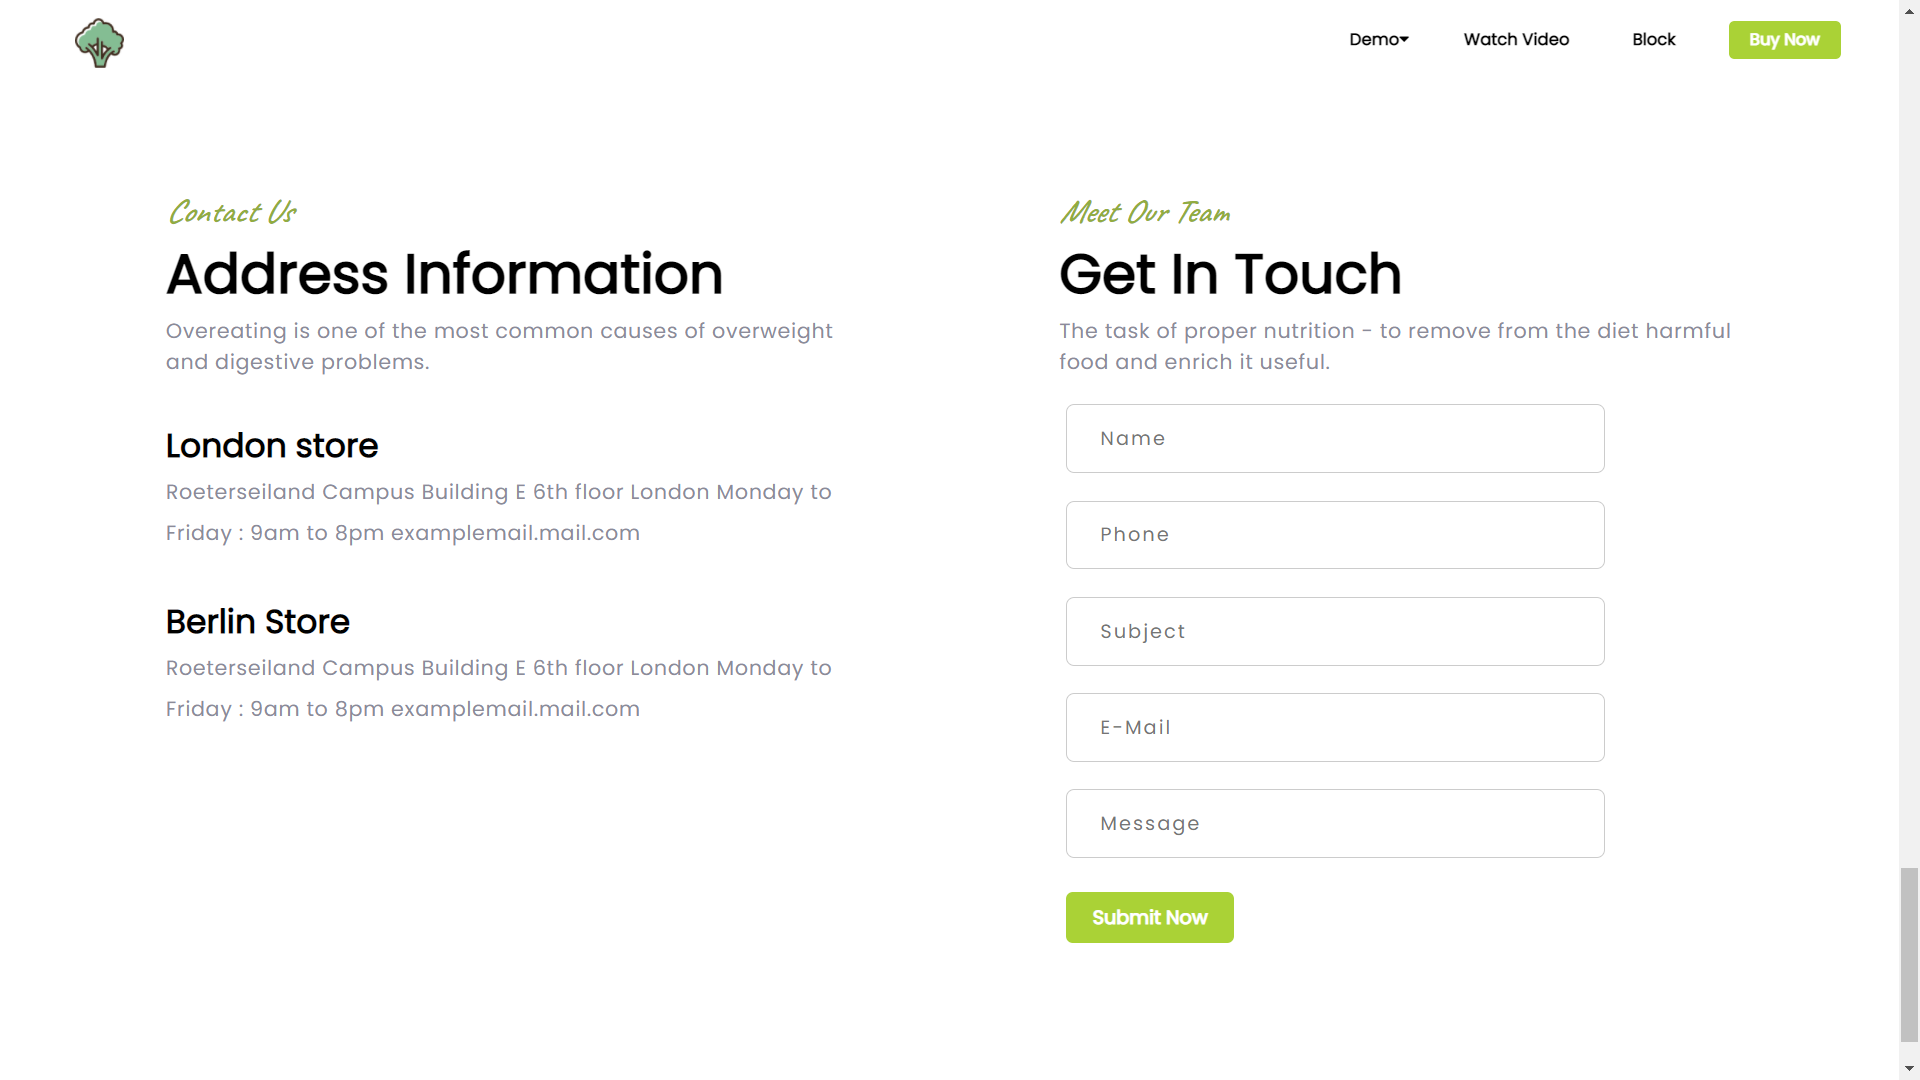 Demo
Watch Video
Block
Buy Now
Contact Us
Address Information
Overeating is one of the most common causes of overweight
and digestive problems.
London store
Roeterseiland Campus Building E 6th floor London Monday to
Friday : 9am to 8pm examplemail.mail.com
Berlin Store
Roeterseiland Campus Building E 6th floor London Monday to
Friday : 9am to 8pm examplemail.mail.com
Meet Our Team
Get In Touch
The task of proper nutrition - to remove from the diet harmful
food and enrich it useful.
Name
Phone
Subject
E-Mail
Message
Submit Now